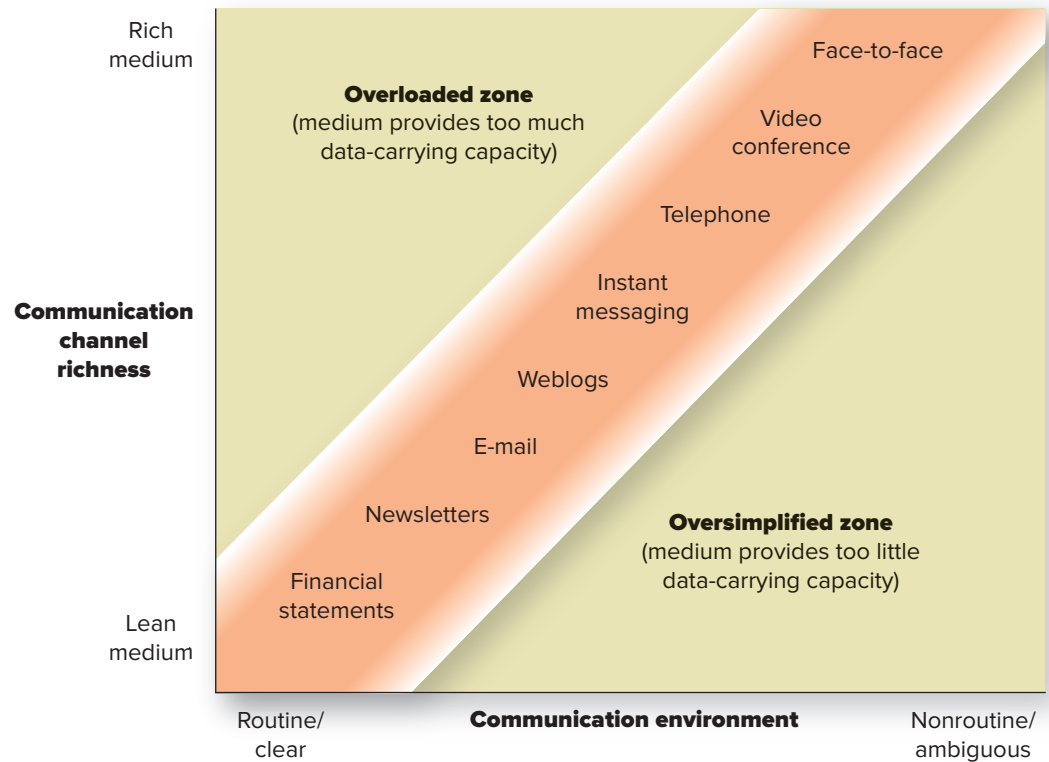 Rich
medium
Face-to-face
Overloaded zone
(medium provides too much
data-carrying capacity)
Video
conference
Telephone
Instant
messaging
Communication
channel
richness
Weblogs
E-mail
Newsletters
Oversimplified zone
(medium provides too little
data-carrying capacity)
Financial
statements
Lean
medium
Routine/
clear
Communication environment
Nonroutine/
ambiguous